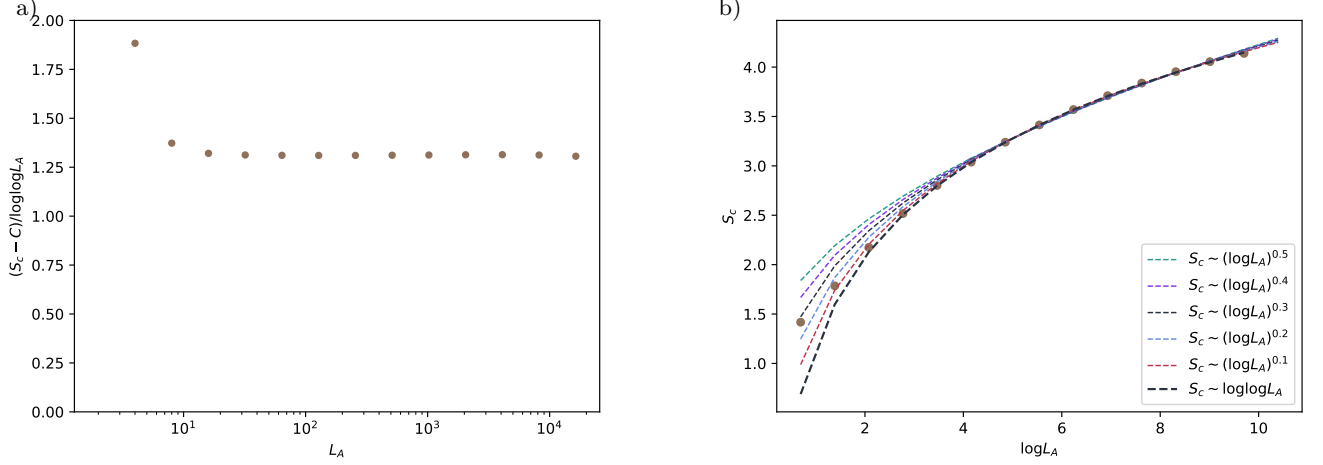 a)
2.00
1.75
1.50
1.25
1.00
0.75
0.50
0.25
0.00
(S_c − C)/loglogL_A
10^1
10^2
10^3
10^4
L_A
b)
4.0
3.5
3.0
2.5
2.0
1.5
1.0
S_c
S_c ~ (logL_A)^0.5
S_c ~ (logL_A)^0.4
S_c ~ (logL_A)^0.3
S_c ~ (logL_A)^0.2
S_c ~ (logL_A)^0.1
S_c ~ loglogL_A
2
4
6
8
10
logL_A